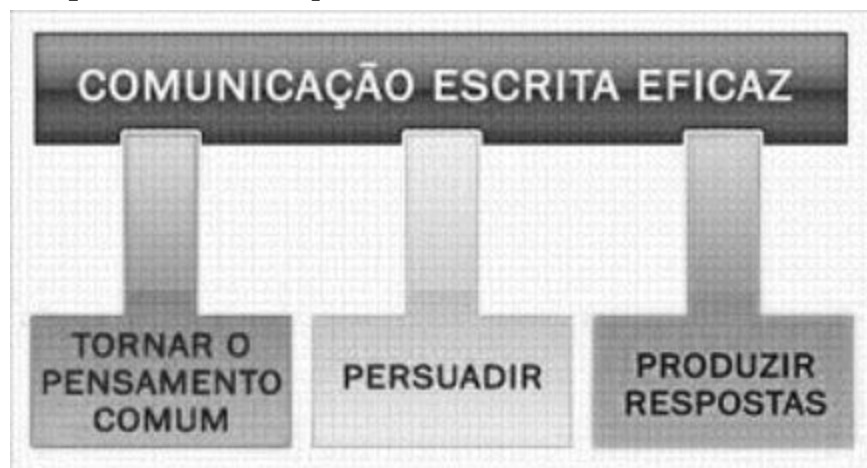 COMUNICAÇÃO ESCRITA EFICAZ
TORNAR O
PENSAMENTO
COMUM
PERSUADIR
PRODUZIR
RESPOSTAS